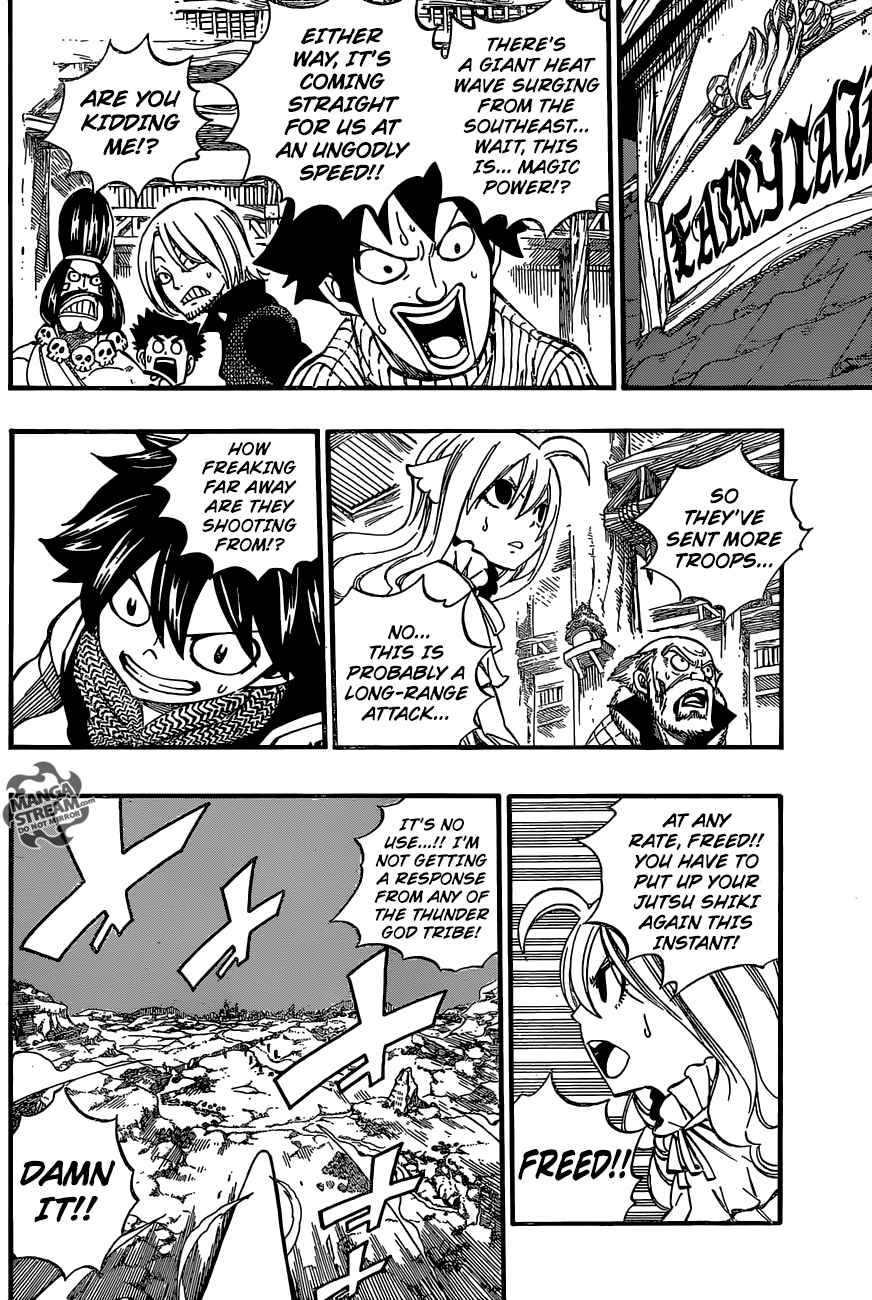 FAIRY TAIL
THERE'S
A GIANT HEAT
WAVE SURGING
FROM THE
SOUTHEAST...
WAIT, THIS
IS... MAGIC
POWER!?
EITHER
WAY, IT'S
COMING
STRAIGHT
FOR US AT
AN UNGODLY
SPEED!!
ARE YOU
KIDDING
ME!?
SO
THEY'VE
SENT MORE
TROOPS...
NO...
THIS IS
PROBABLY A
LONG-RANGE
ATTACK...
HOW
FREAKING
FAR AWAY
ARE THEY
SHOOTING
FROM!?
AT ANY
RATE, FREED!!
YOU HAVE TO
PUT UP YOUR
JUTSU SHIKI
AGAIN THIS
INSTANT!
FREED!!
IT'S NO
USE...!! I'M
NOT GETTING
A RESPONSE
FROM ANY OF
THE THUNDER
GOD TRIBE!
DAMN
IT!!
MANGA
STREAM.com
DO NOT MIRROR